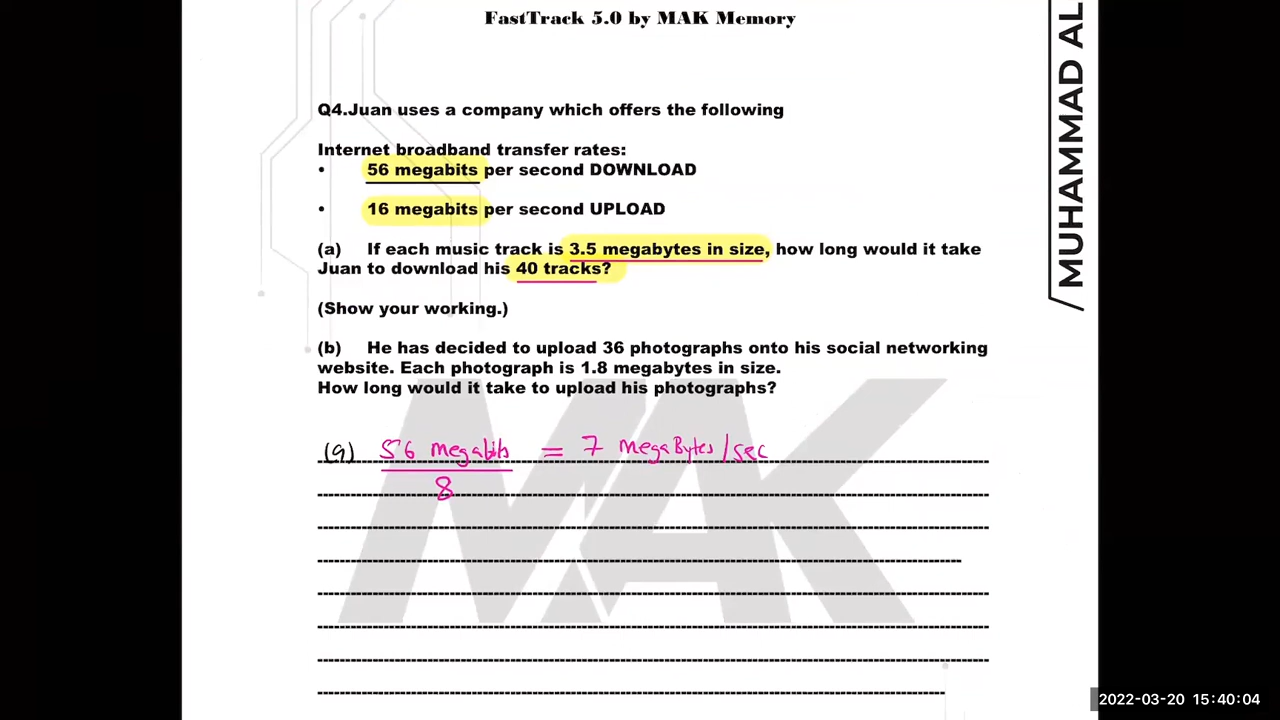 FastTrack 5.0 by MAK Memory
MUHAMMAD AL
Q4.Juan uses a company which offers the following
Internet broadband transfer rates:
• 56 megabits per second DOWNLOAD
• 16 megabits per second UPLOAD
(a) If each music track is 3.5 megabytes in size, how long would it take
Juan to download his 40 tracks?
(Show your working.)
(b) He has decided to upload 36 photographs onto his social networking
website. Each photograph is 1.8 megabytes in size.
How long would it take to upload his photographs?
MAK
(a) 56 megabits = 7 MegaBytes/sec
8
2022-03-20 15:40:04